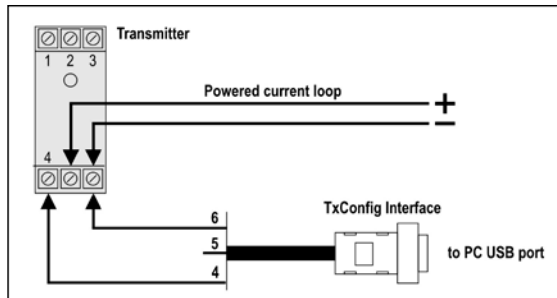 Transmitter
1 2 3
Powered current loop
+
−
4
TxConfig Interface
6
5
to PC USB port
4